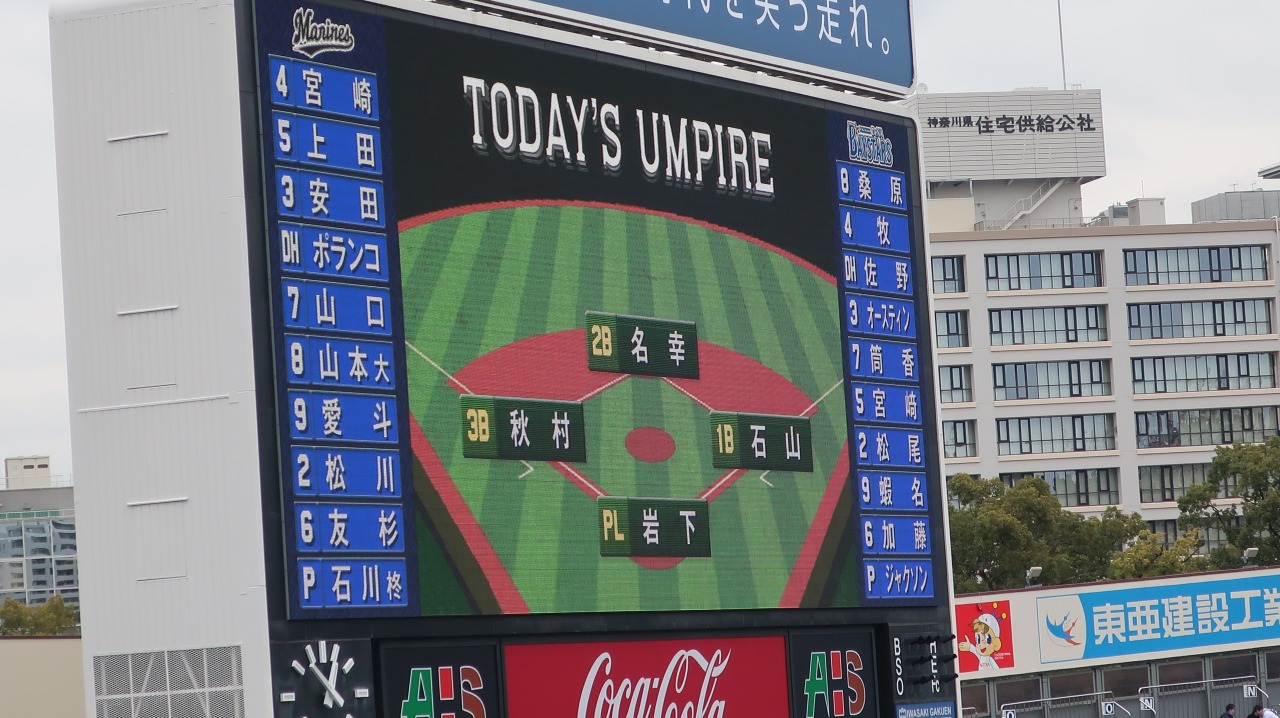 を笑う走れ。
Marines
4 宮崎
5 上田
3 安田
DH ポランコ
7 山口
8 山本大
9 愛斗
2 松川
6 友杉
P 石川柊
TODAY'S UMPIRE
2B 名幸
3B 秋村
1B 石山
PL 岩下
BAYSTARS
8 桑原
4 牧
DH 佐野
3 オースティン
7 筒香
5 宮﨑
2 松尾
9 蝦名
6 加藤
P ジャクソン
神奈川県住宅供給公社
東亜建設工業
AHS
Coca-Cola
AHS
B
S
O
H
E
R
IWASAKI GAKUEN
N
N